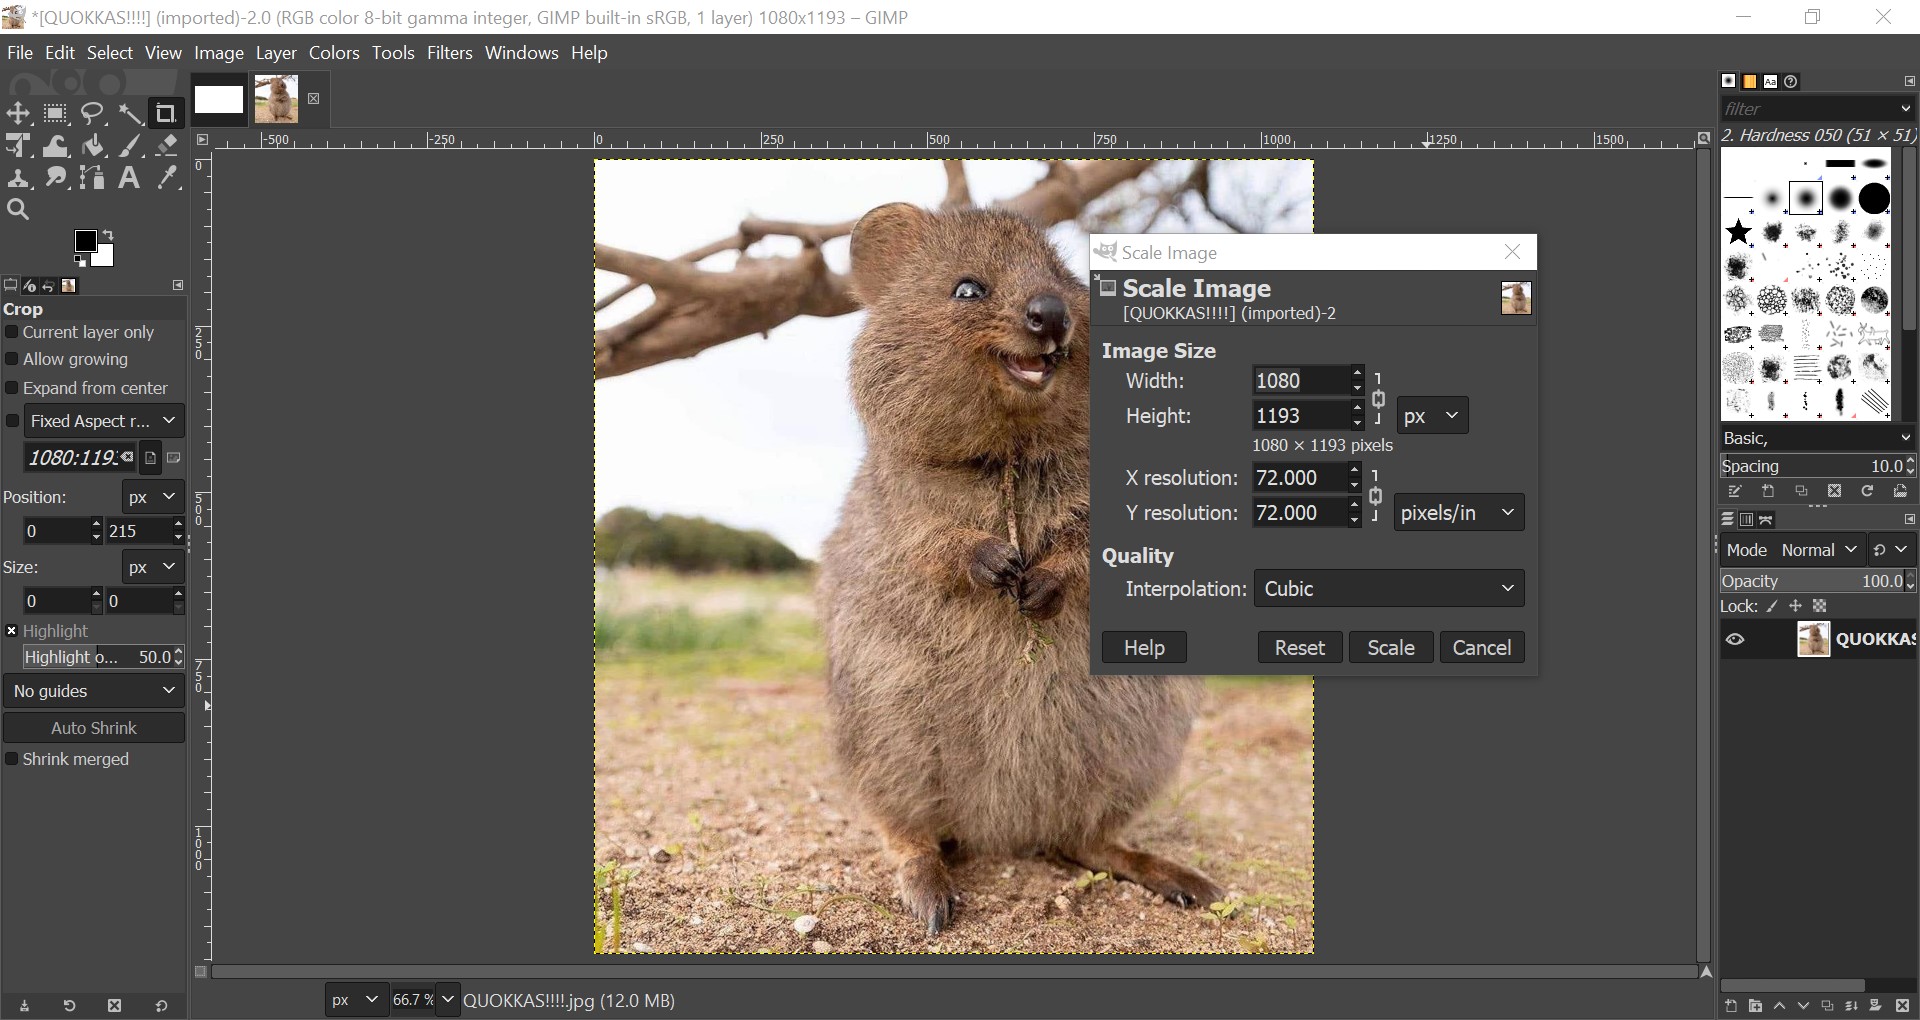 *[QUOKKAS!!!!] (imported)-2.0 (RGB color 8-bit gamma integer, GIMP built-in sRGB, 1 layer) 1080x1193 – GIMP
File Edit Select View Image Layer Colors Tools Filters Windows Help
-500 -250 0 250 500 750 1000 1250 1500
0
250
500
750
1000
Crop
Current layer only
Allow growing
Expand from center
Fixed Aspect r...
1080:119
Position: px
0 215
Size: px
0 0
Highlight
Highlight o... 50.0
No guides
Auto Shrink
Shrink merged
Scale Image
Scale Image
[QUOKKAS!!!!] (imported)-2
Image Size
Width: 1080
Height: 1193 px
1080 × 1193 pixels
X resolution: 72.000
Y resolution: 72.000 pixels/in
Quality
Interpolation: Cubic
Help Reset Scale Cancel
px 66.7 % QUOKKAS!!!!.jpg (12.0 MB)
Aa
filter
2. Hardness 050 (51 × 51)
Basic,
Spacing 10.0
Mode Normal
Opacity 100.0
Lock:
QUOKKAS